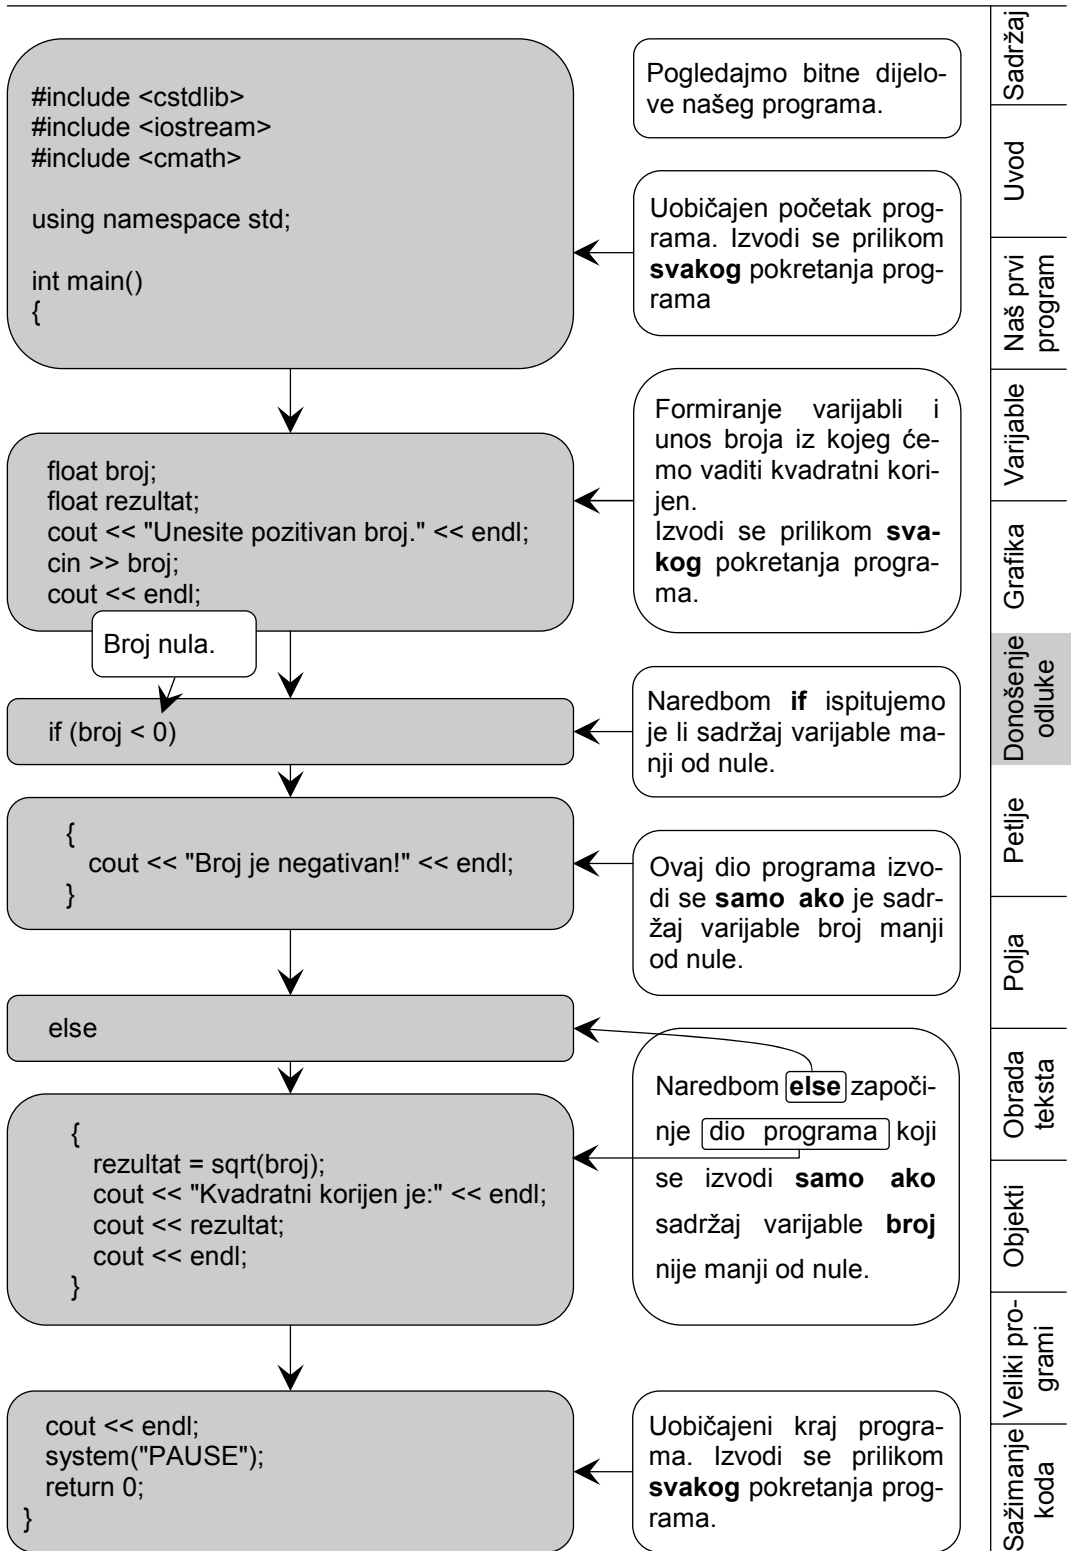 Pogledajmo bitne dijelo-
ve našeg programa.
#include <cstdlib>
#include <iostream>
#include <cmath>
using namespace std;
int main()
{
Uobičajen početak prog-
rama. Izvodi se prilikom
svakog pokretanja prog-
rama
float broj;
float rezultat;
cout << "Unesite pozitivan broj." << endl;
cin >> broj;
cout << endl;
Formiranje varijabli i
unos broja iz kojeg će-
mo vaditi kvadratni kori-
jen.
Izvodi se prilikom sva-
kog pokretanja progra-
ma.
Broj nula.
if (broj < 0)
Naredbom if ispitujemo
je li sadržaj varijable ma-
nji od nule.
{
cout << "Broj je negativan!" << endl;
}
Ovaj dio programa izvo-
di se samo ako je sadr-
žaj varijable broj manji
od nule.
else
{
rezultat = sqrt(broj);
cout << "Kvadratni korijen je:" << endl;
cout << rezultat;
cout << endl;
}
Naredbom else započi-
nje dio programa koji
se izvodi samo ako
sadržaj varijable broj
nije manji od nule.
cout << endl;
system("PAUSE");
return 0;
}
Uobičajeni kraj progra-
ma. Izvodi se prilikom
svakog pokretanja prog-
rama.
Sadržaj
Uvod
Naš prvi
program
Varijable
Grafika
Donošenje
odluke
Petlje
Polja
Obrada
teksta
Objekti
Veliki pro-
grami
Sažimanje
koda